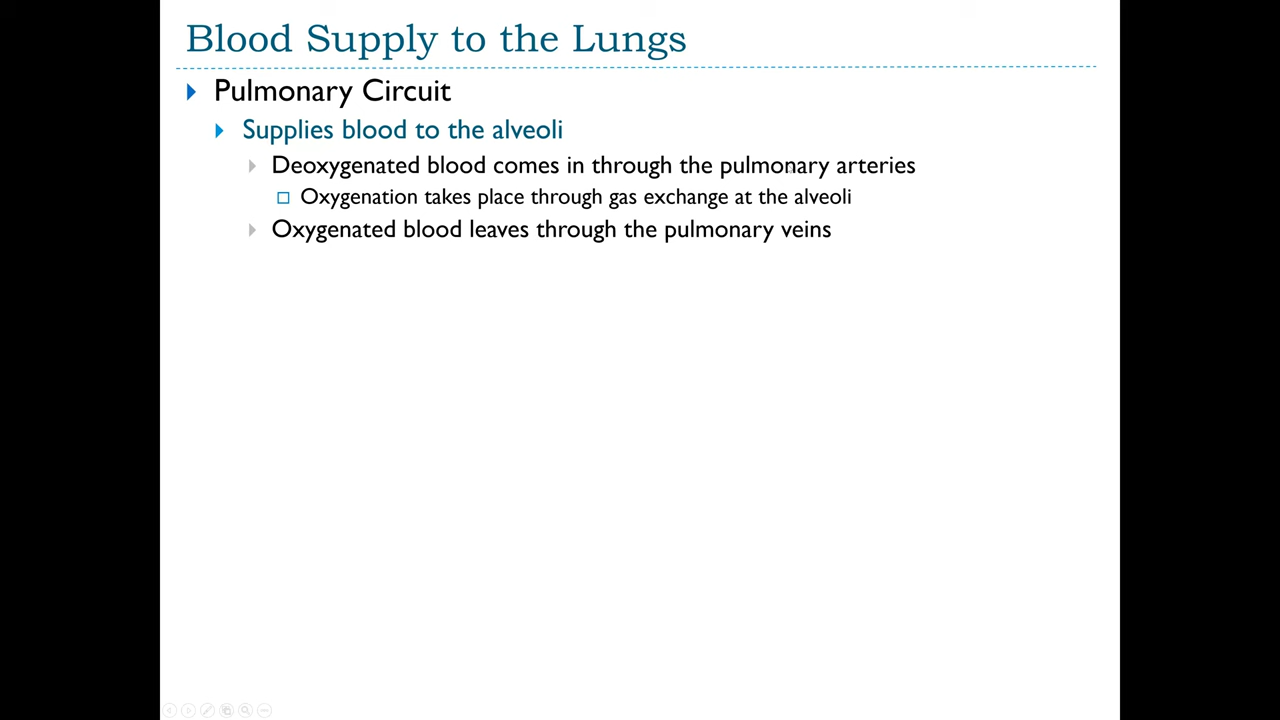 Blood Supply to the Lungs
Pulmonary Circuit
Supplies blood to the alveoli
Deoxygenated blood comes in through the pulmonary arteries
Oxygenation takes place through gas exchange at the alveoli
Oxygenated blood leaves through the pulmonary veins